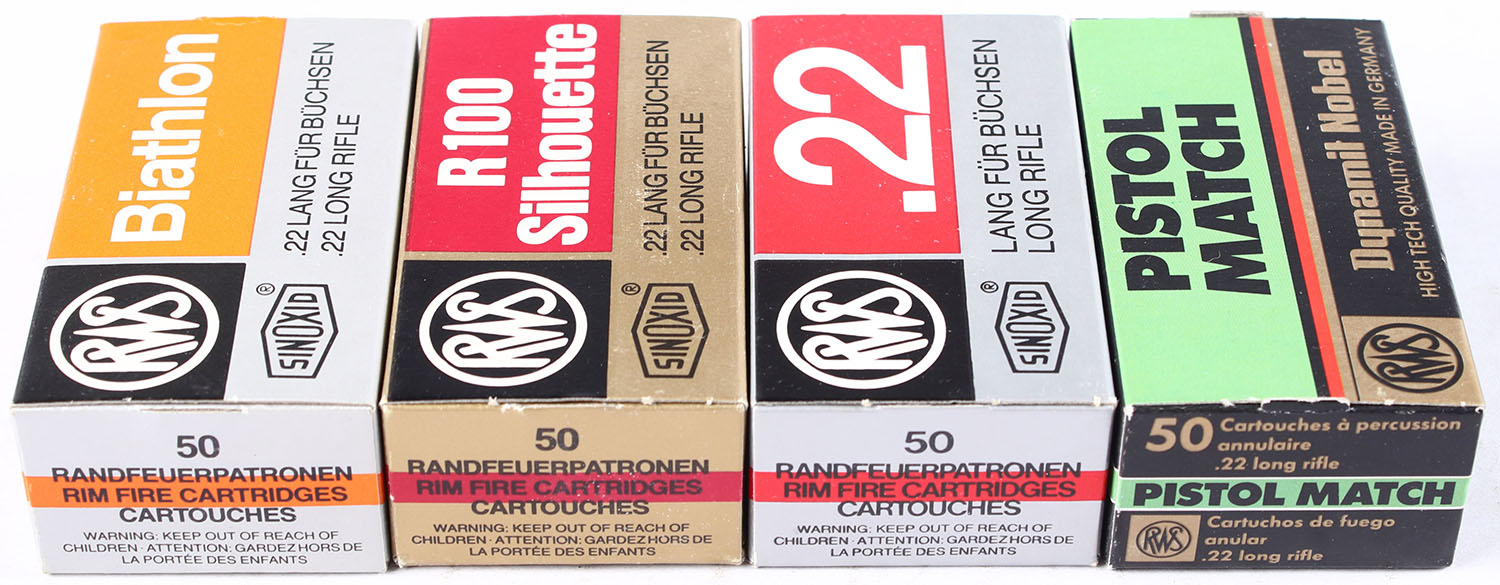 Biathlon
.22 LANG FÜR BÜCHSEN
.22 LONG RIFLE
RWS
SINOXID®
50
RANDFEUERPATRONEN
RIM FIRE CARTRIDGES
CARTOUCHES
WARNING: KEEP OUT OF REACH OF
CHILDREN · ATTENTION: GARDEZ HORS DE
LA PORTÉE DES ENFANTS
R 100
Silhouette
.22 LANG FÜR BÜCHSEN
.22 LONG RIFLE
RWS
SINOXID®
50
RANDFEUERPATRONEN
RIM FIRE CARTRIDGES
CARTOUCHES
WARNING: KEEP OUT OF REACH OF
CHILDREN · ATTENTION: GARDEZ HORS DE
LA PORTÉE DES ENFANTS
.22
LANG FÜR BÜCHSEN
LONG RIFLE
RWS
SINOXID®
50
RANDFEUERPATRONEN
RIM FIRE CARTRIDGES
CARTOUCHES
WARNING: KEEP OUT OF REACH OF
CHILDREN · ATTENTION: GARDEZ HORS DE
LA PORTÉE DES ENFANTS
PISTOL
MATCH
Dynamit Nobel
HIGH TECH QUALITY MADE IN GERMANY
RWS
50 Cartouches à percussion
annulaire
.22 long rifle
PISTOL MATCH
RWS
Cartuchos de fuego
anular
.22 long rifle